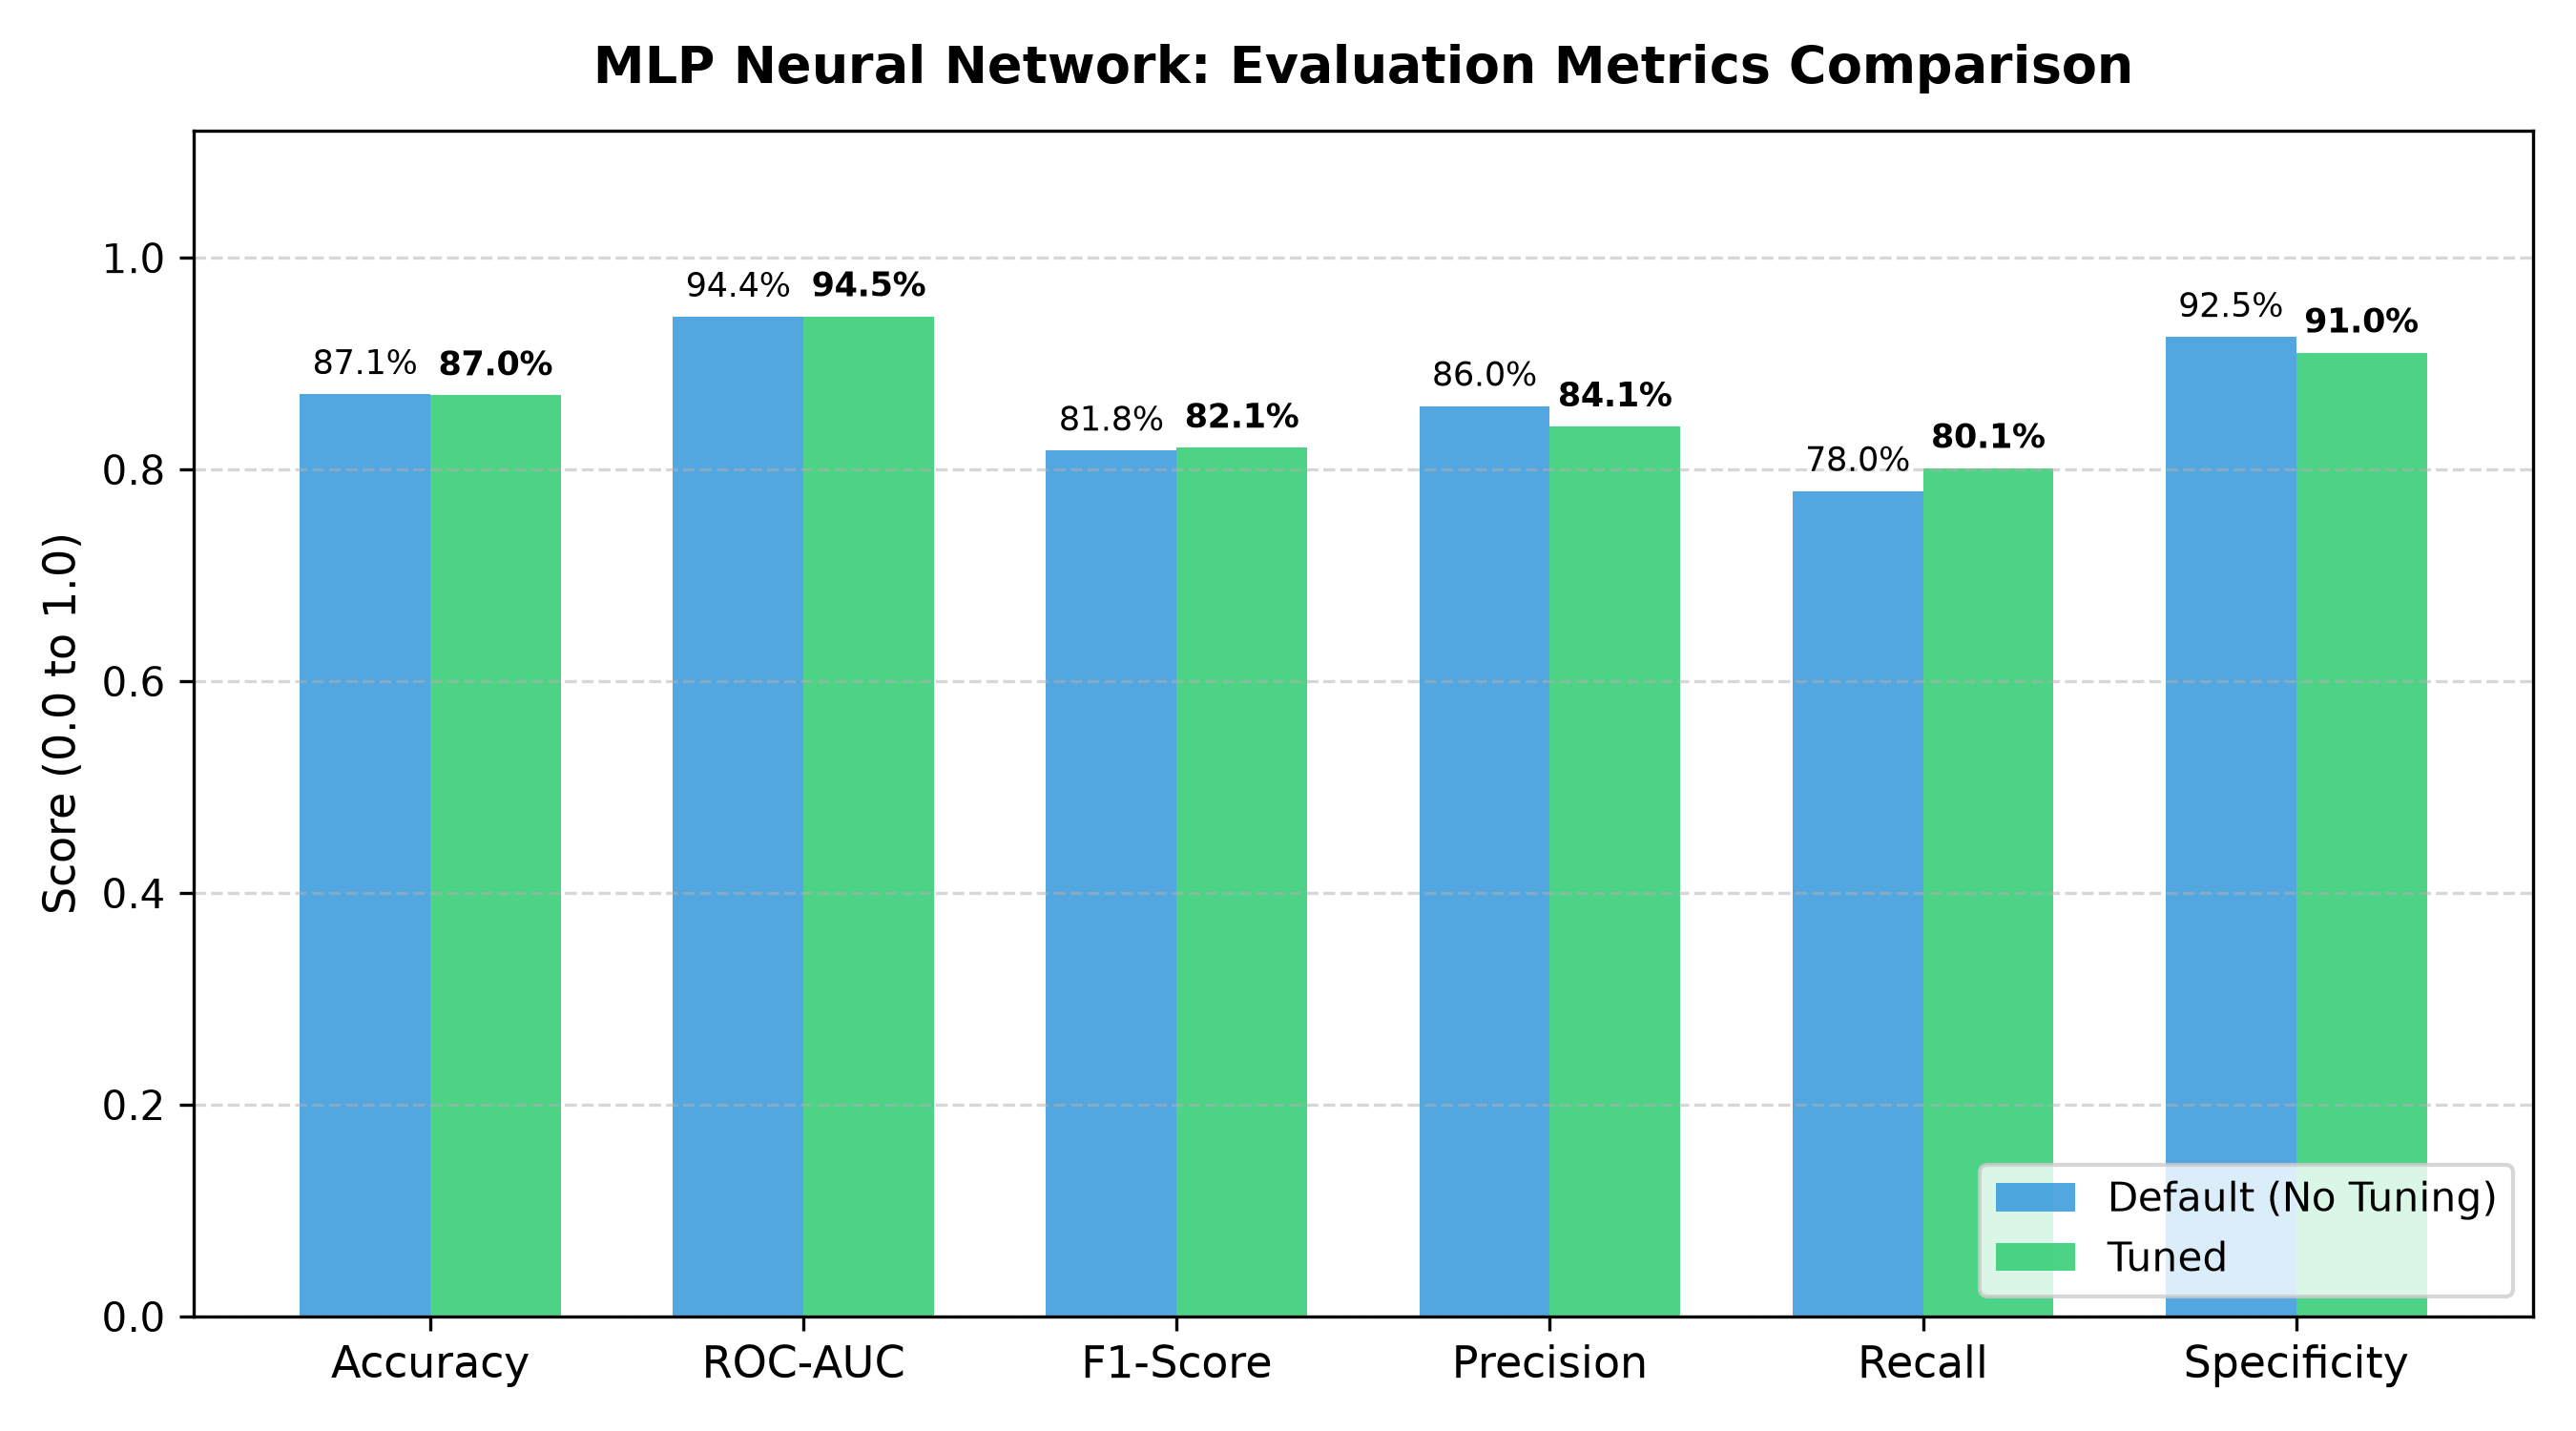 MLP Neural Network: Evaluation Metrics Comparison
Score (0.0 to 1.0)
1.0
0.8
0.6
0.4
0.2
0.0
87.1% 87.0%
94.4% 94.5%
81.8% 82.1%
86.0% 84.1%
78.0% 80.1%
92.5% 91.0%
Accuracy ROC-AUC F1-Score Precision Recall Specificity
Default (No Tuning)
Tuned